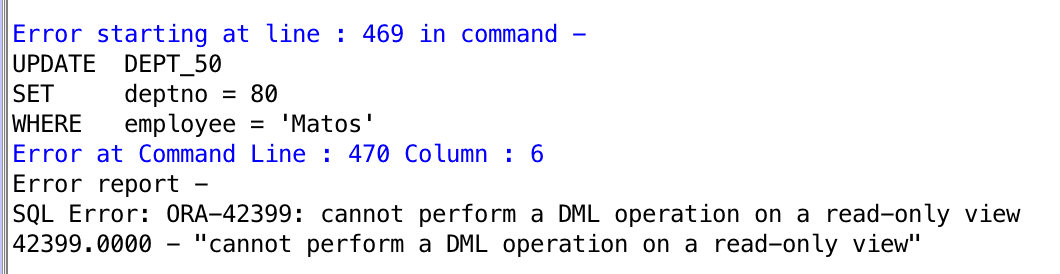 Error starting at line : 469 in command -
UPDATE  DEPT_50
SET     deptno = 80
WHERE   employee = 'Matos'
Error at Command Line : 470 Column : 6
Error report -
SQL Error: ORA-42399: cannot perform a DML operation on a read-only view
42399.0000 - "cannot perform a DML operation on a read-only view"